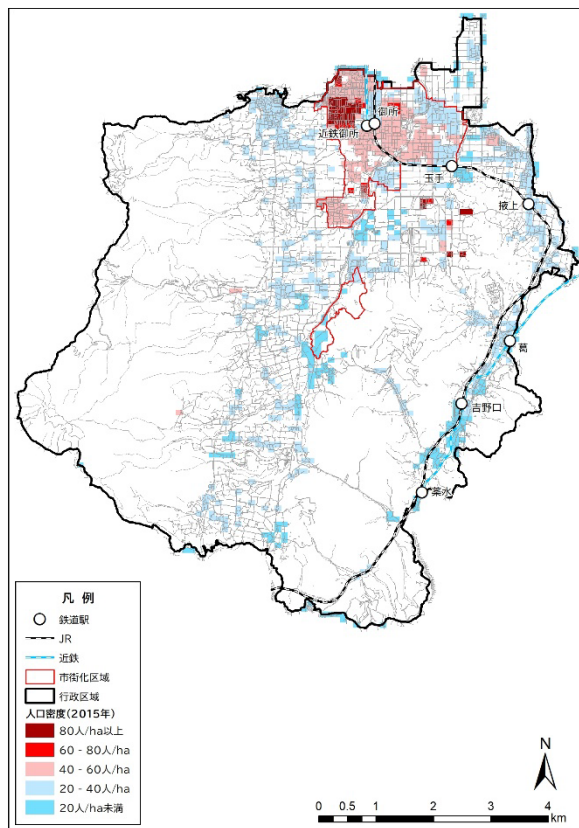 御所
近鉄御所
玉手
掖上
葛
吉野口
薬水
凡 例
鉄道駅
JR
近鉄
市街化区域
行政区域
人口密度(2015年)
80人/ha以上
60 - 80人/ha
40 - 60人/ha
20 - 40人/ha
20人/ha未満
N
0 0.5 1 2 3 4
km